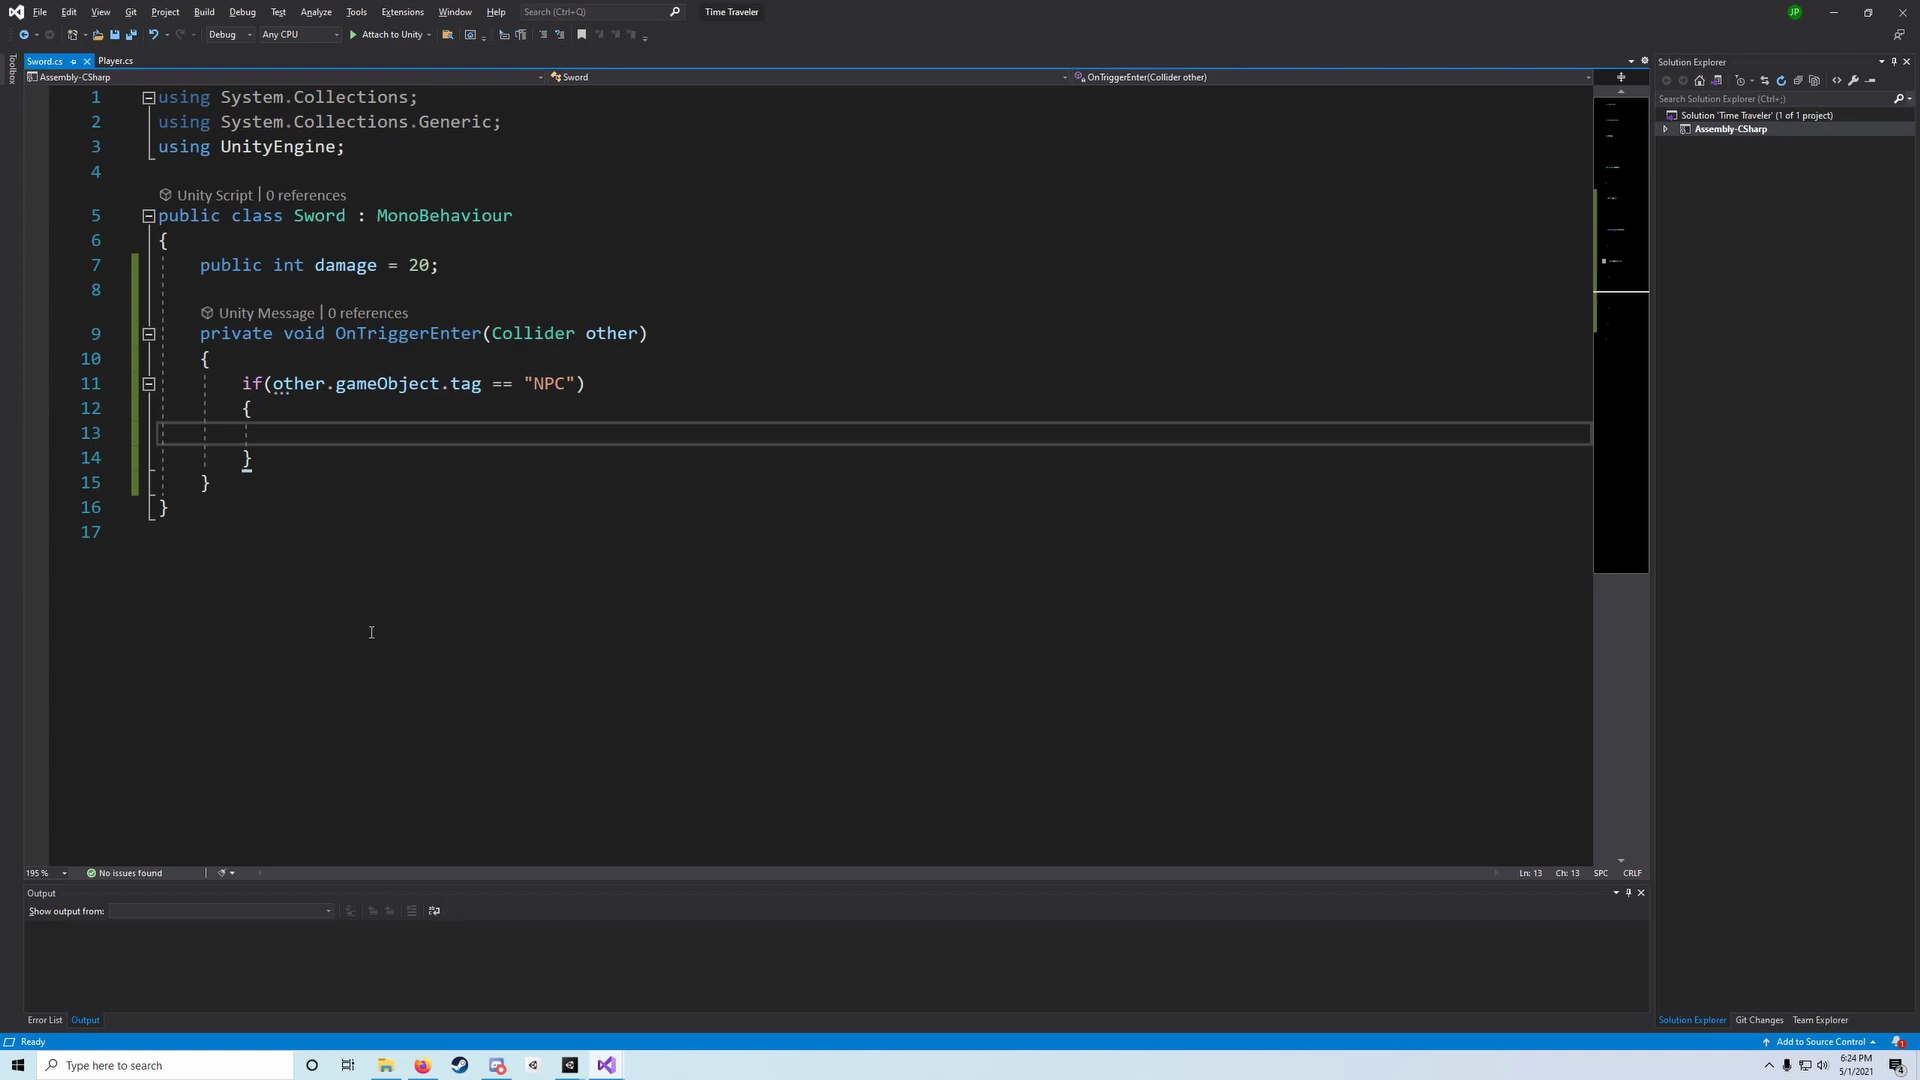 File Edit View Git Project Build Debug Test Analyze Tools Extensions Window Help Search (Ctrl+Q) Time Traveler JP
Debug Any CPU Attach to Unity
Toolbox
Sword.cs Player.cs
Assembly-CSharp Sword OnTriggerEnter(Collider other)
1 using System.Collections;
2 using System.Collections.Generic;
3 using UnityEngine;
4
Unity Script | 0 references
5 public class Sword : MonoBehaviour
6 {
7 public int damage = 20;
8
Unity Message | 0 references
9 private void OnTriggerEnter(Collider other)
10 {
11 if(other.gameObject.tag == "NPC")
12 {
13
14 }
15 }
16 }
17
195 % No issues found Ln: 13 Ch: 13 SPC CRLF
Output
Show output from:
Error List Output
Solution Explorer
Search Solution Explorer (Ctrl+;)
Solution 'Time Traveler' (1 of 1 project)
Assembly-CSharp
Solution Explorer Git Changes Team Explorer
Ready Add to Source Control 1
Type here to search
6:24 PM
5/1/2021
4